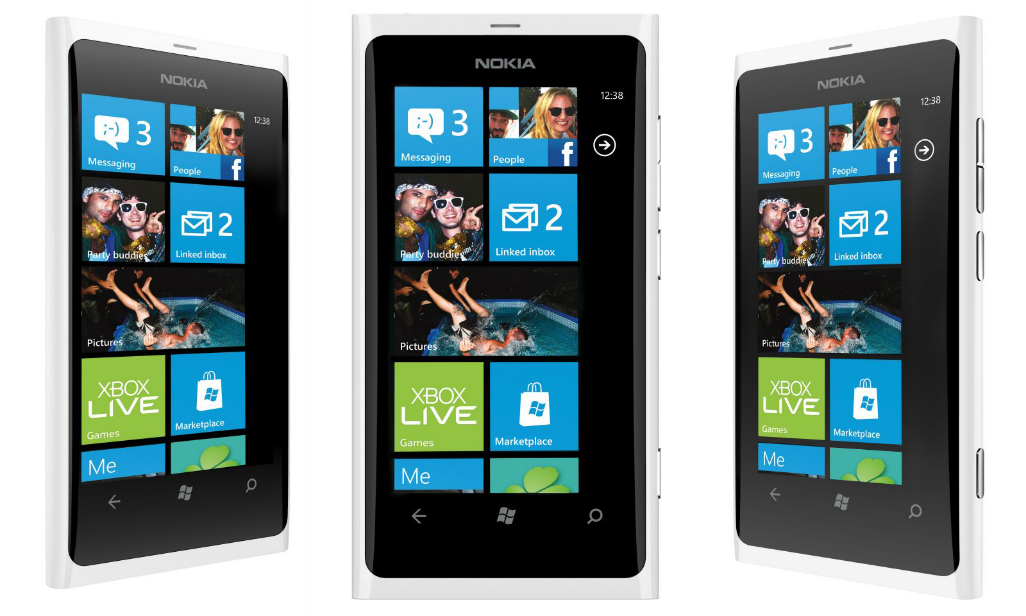 NOKIA
12:38
3
Messaging
People
f
Party buddies
2
Linked inbox
Pictures
XBOX
LIVE
Games
Marketplace
Me
NOKIA
12:38
3
Messaging
People
f
Party buddies
2
Linked inbox
Pictures
XBOX
LIVE
Games
Marketplace
Me
NOKIA
12:38
3
Messaging
People
f
Party buddies
2
Linked inbox
Pictures
XBOX
LIVE
Games
Marketplace
Me